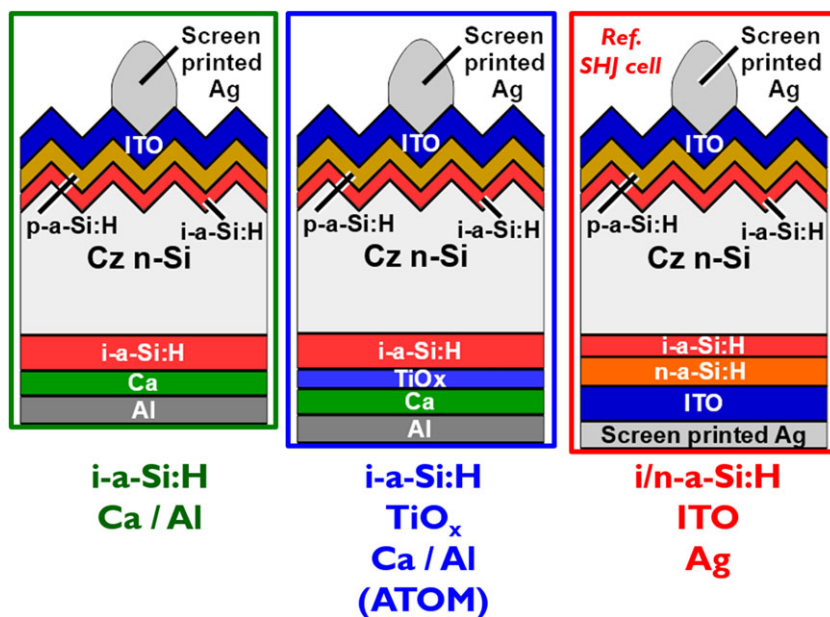 Screen
printed
Ag
ITO
p-a-Si:H
i-a-Si:H
Cz n-Si
i-a-Si:H
Ca
Al
i-a-Si:H
Ca / Al
Screen
printed
Ag
ITO
p-a-Si:H
i-a-Si:H
Cz n-Si
i-a-Si:H
TiOx
Ca
Al
i-a-Si:H
TiOₓ
Ca / Al
(ATOM)
Ref.
SHJ cell
Screen
printed
Ag
ITO
p-a-Si:H
i-a-Si:H
Cz n-Si
i-a-Si:H
n-a-Si:H
ITO
Screen printed Ag
i/n-a-Si:H
ITO
Ag